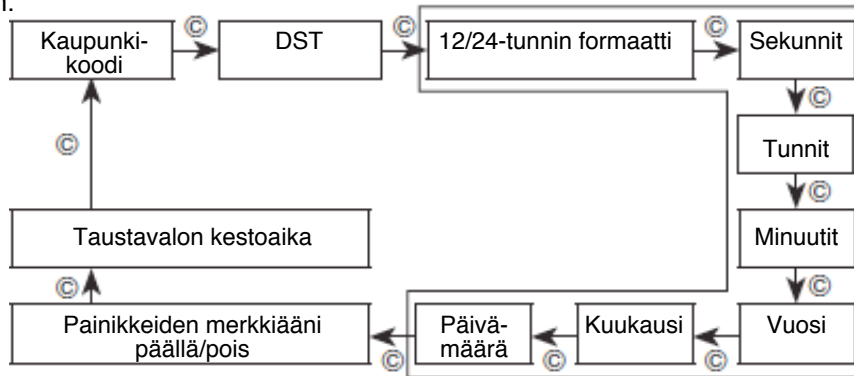 n.
Kaupunki-
koodi
©
DST
©
12/24-tunnin formaatti
©
Sekunnit
©
Tunnit
©
Minuutit
©
Vuosi
©
Kuukausi
©
Päivä-
määrä
©
Painikkeiden merkkiääni
päällä/pois
©
Taustavalon kestoaika
©